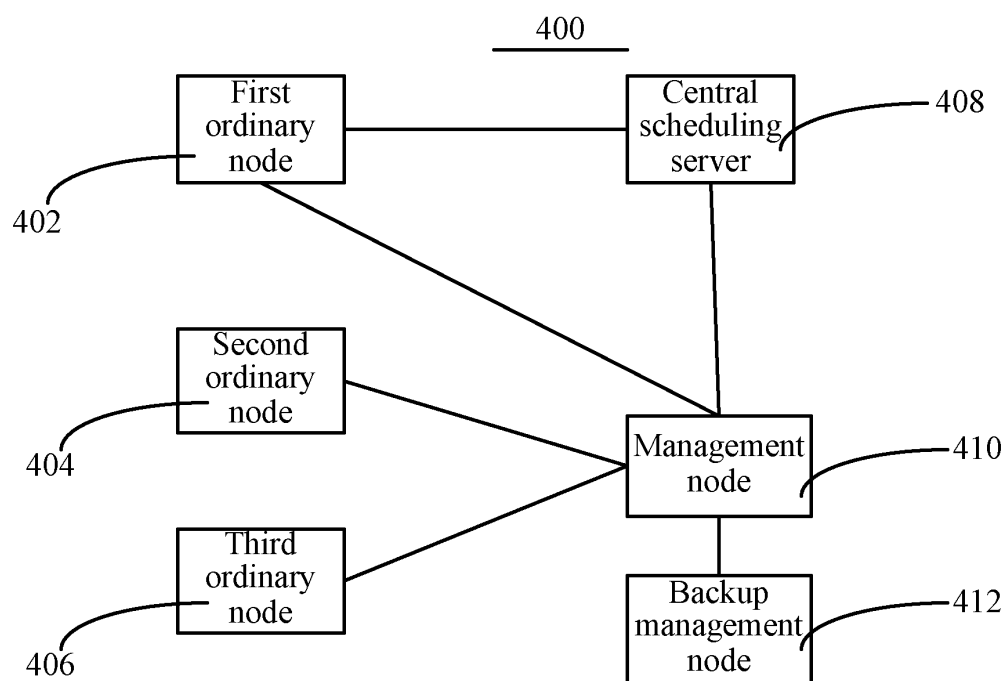 400
First
ordinary
node
402
Central
scheduling
server
408
Second
ordinary
node
404
Management
node
410
Third
ordinary
node
406
Backup
management
node
412